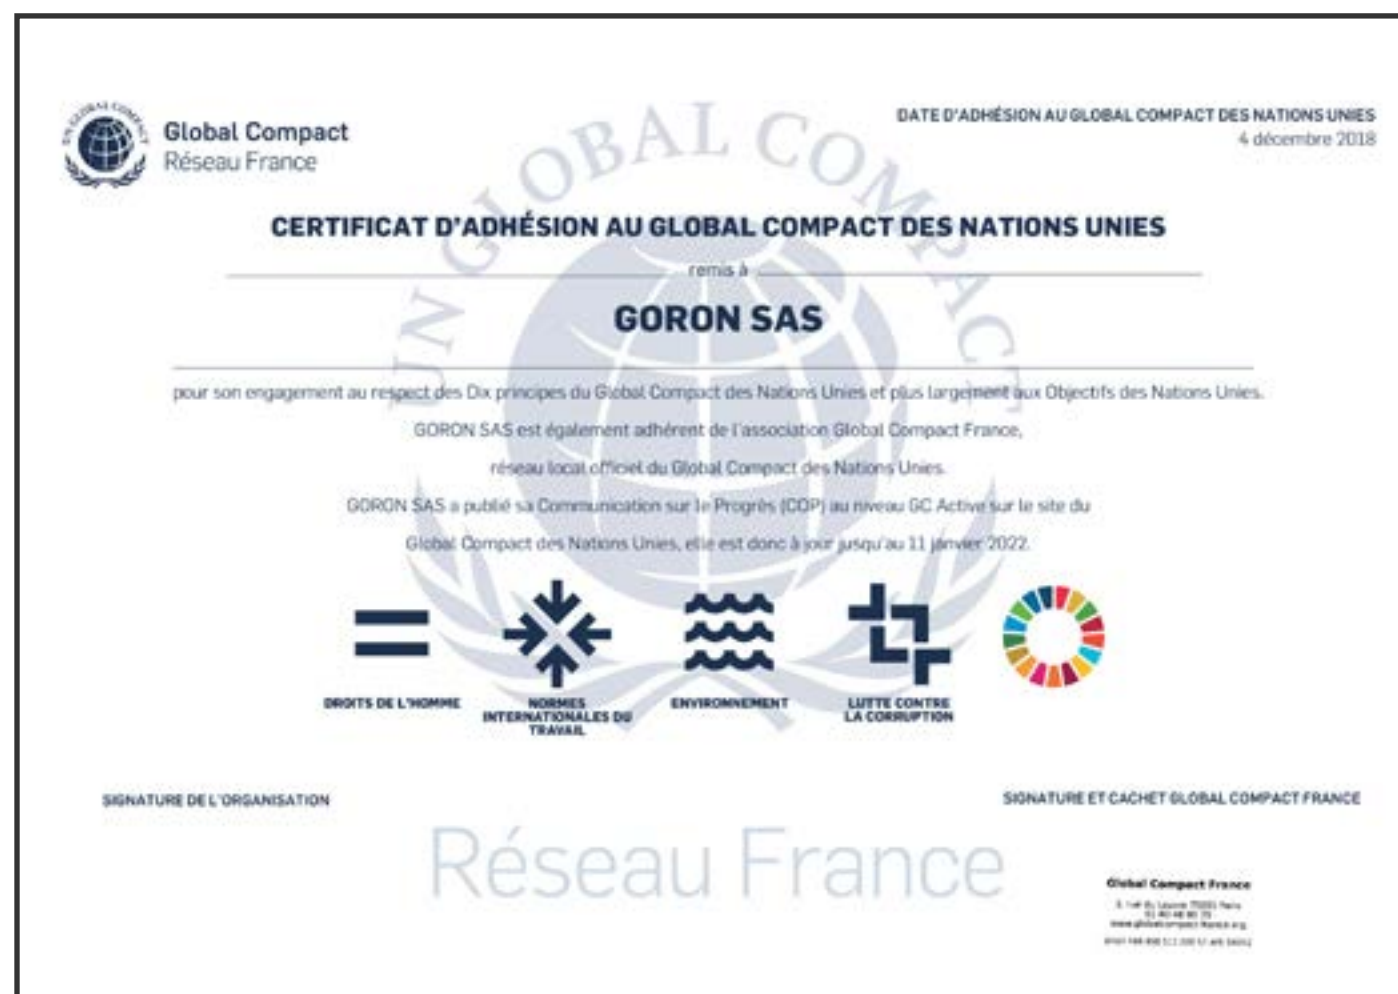 UN GLOBAL COMPACT
Global Compact
Réseau France
DATE D'ADHÉSION AU GLOBAL COMPACT DES NATIONS UNIES
4 décembre 2018
UN GLOBAL COMPACT
CERTIFICAT D'ADHÉSION AU GLOBAL COMPACT DES NATIONS UNIES
remis à
GORON SAS
pour son engagement au respect des Dix principes du Global Compact des Nations Unies et plus largement aux Objectifs des Nations Unies.
GORON SAS est également adhérent de l'association Global Compact France,
réseau local officiel du Global Compact des Nations Unies.
GORON SAS a publié sa Communication sur le Progrès (COP) au niveau GC Active sur le site du
Global Compact des Nations Unies, elle est donc à jour jusqu'au 11 janvier 2022.
DROITS DE L'HOMME
NORMES
INTERNATIONALES DU
TRAVAIL
ENVIRONNEMENT
LUTTE CONTRE
LA CORRUPTION
SIGNATURE DE L'ORGANISATION
SIGNATURE ET CACHET GLOBAL COMPACT FRANCE
Réseau France
Global Compact France